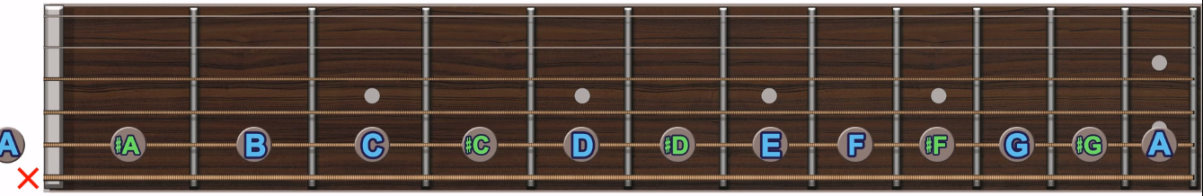 A ♯A B C ♯C D ♯D E F ♯F G ♯G A